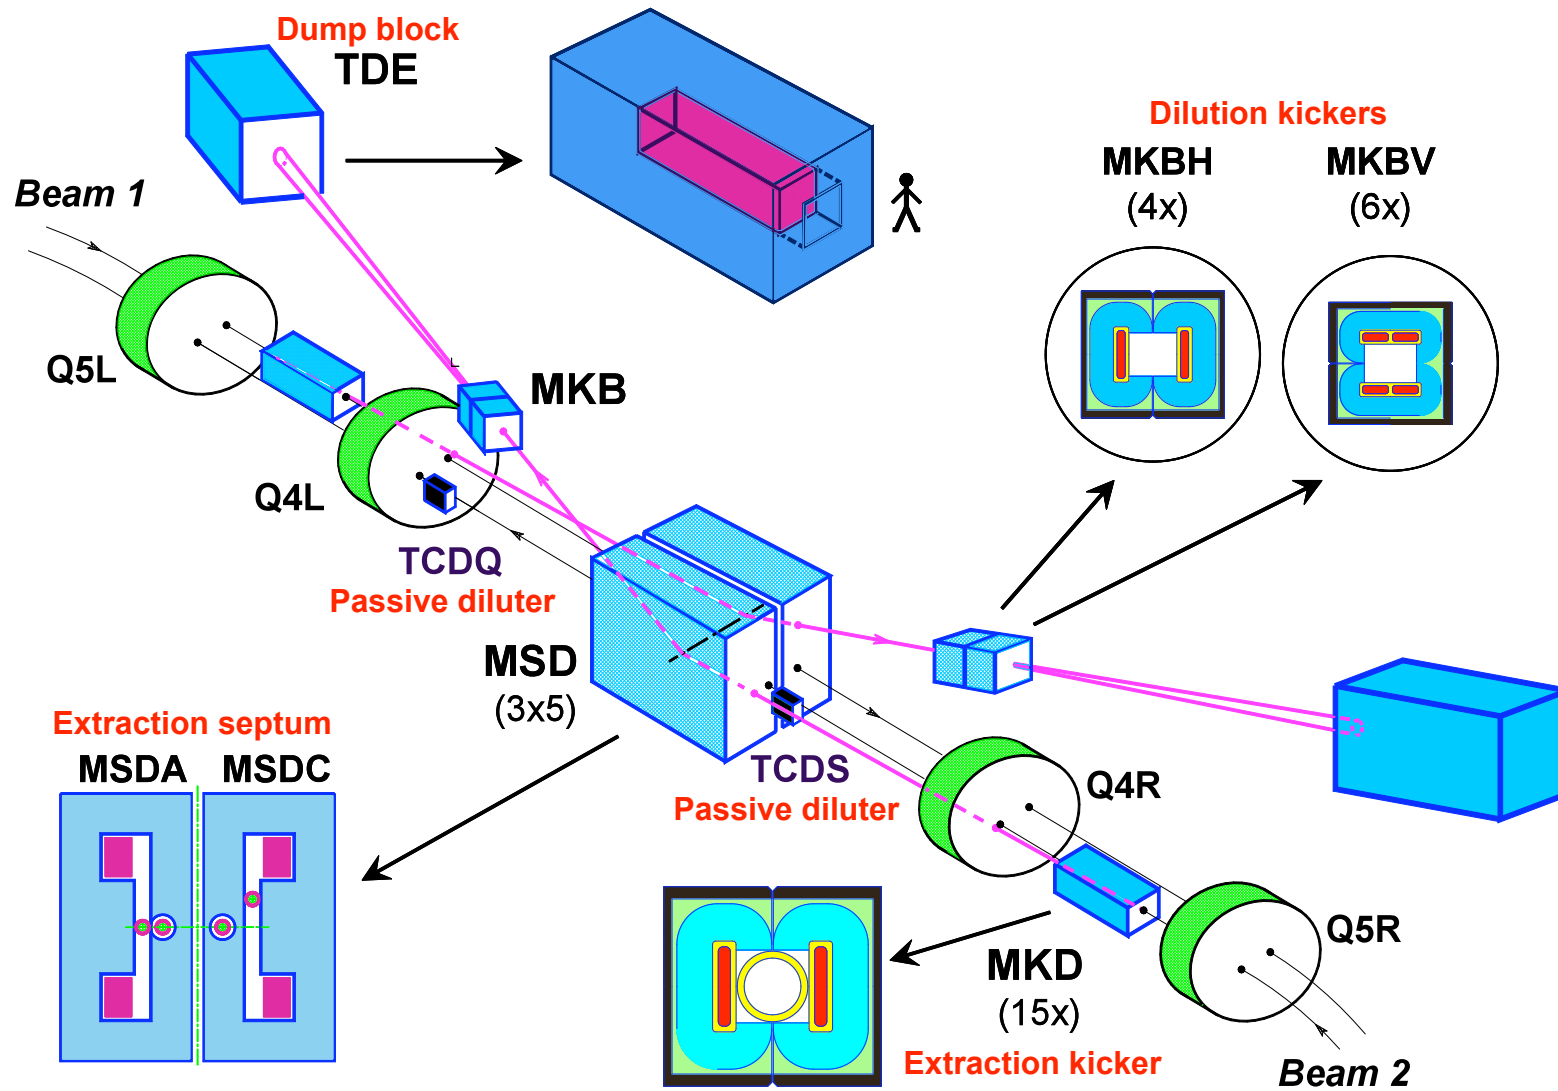 Dump block
TDE
Dilution kickers
MKBH
(4x)
MKBV
(6x)
Beam 1
Q5L
MKB
Q4L
TCDQ
Passive diluter
MSD
(3x5)
Extraction septum
MSDA
MSDC
TCDS
Passive diluter
Q4R
Q5R
MKD
(15x)
Extraction kicker
Beam 2